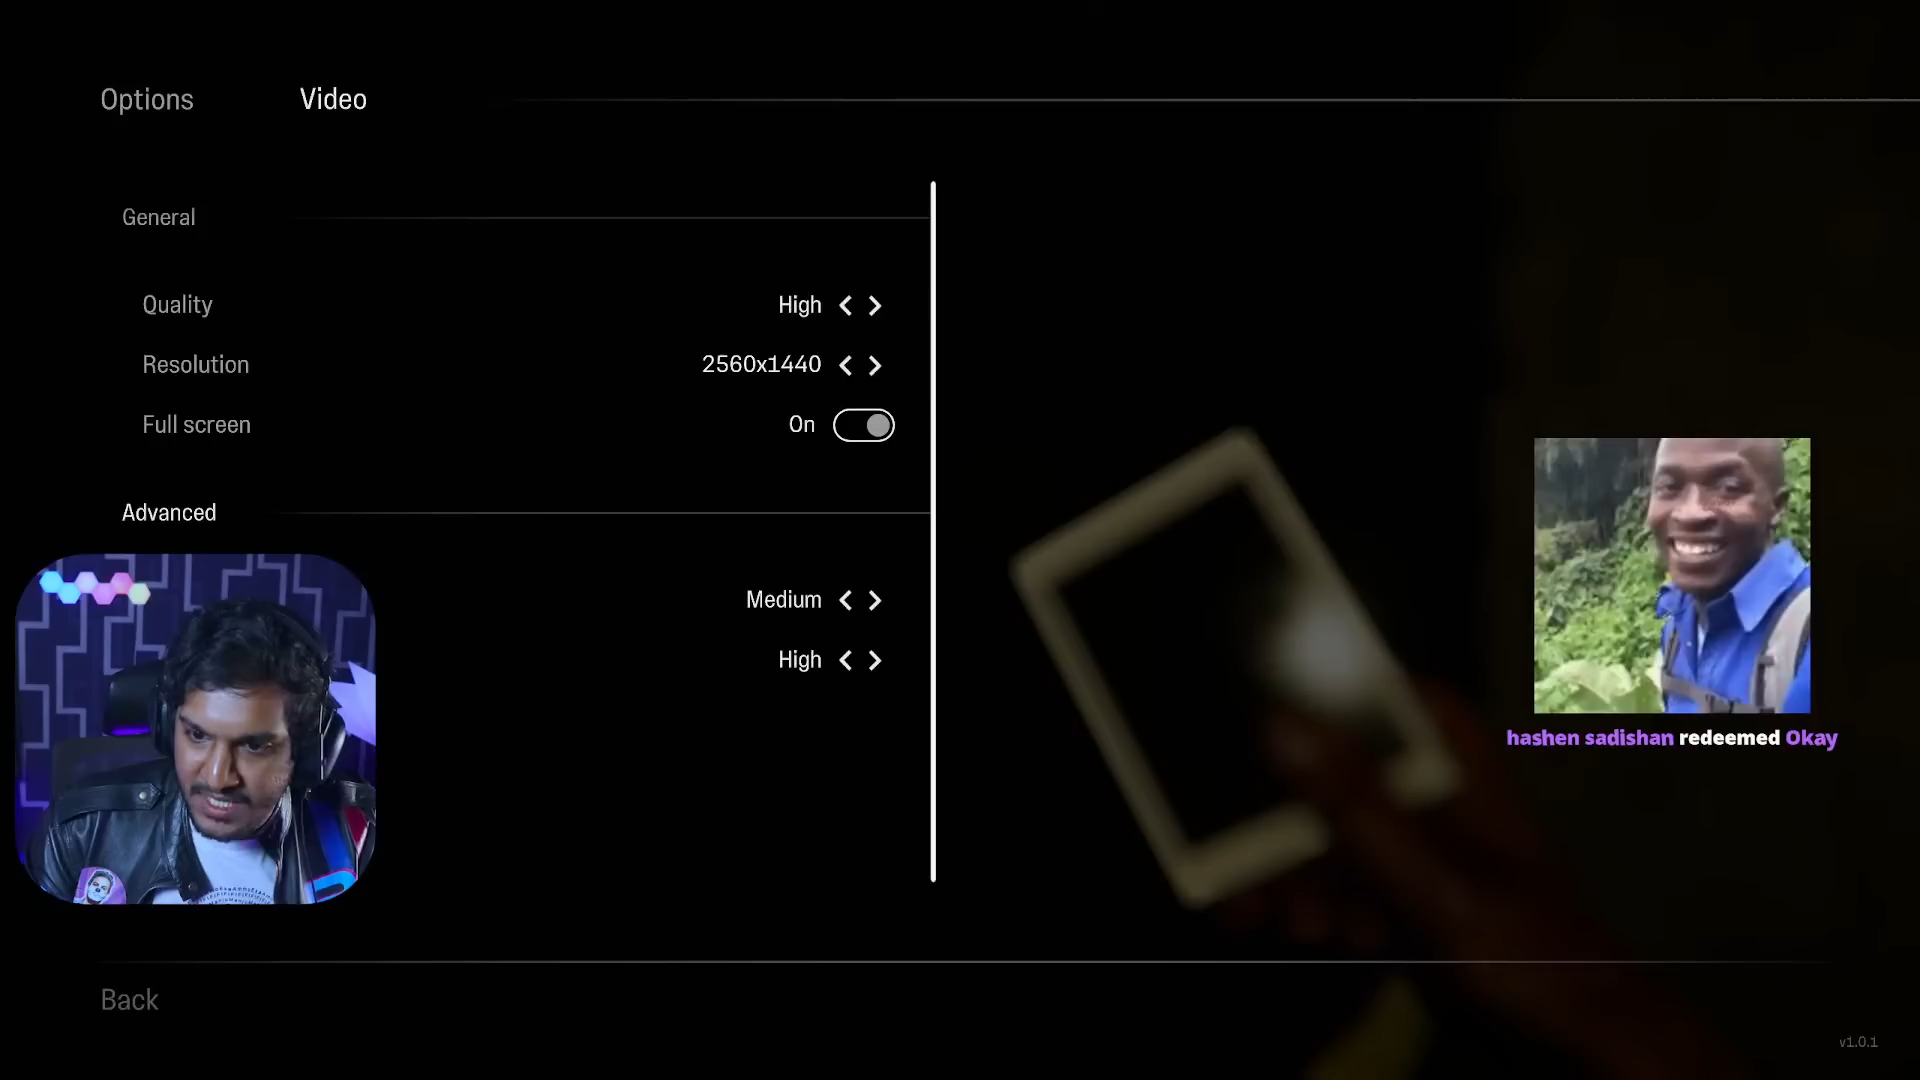 Options
Video
General
Quality
High
Resolution
2560x1440
Full screen
On
Advanced
Medium
High
hashen sadishan redeemed Okay
Back
v1.0.1